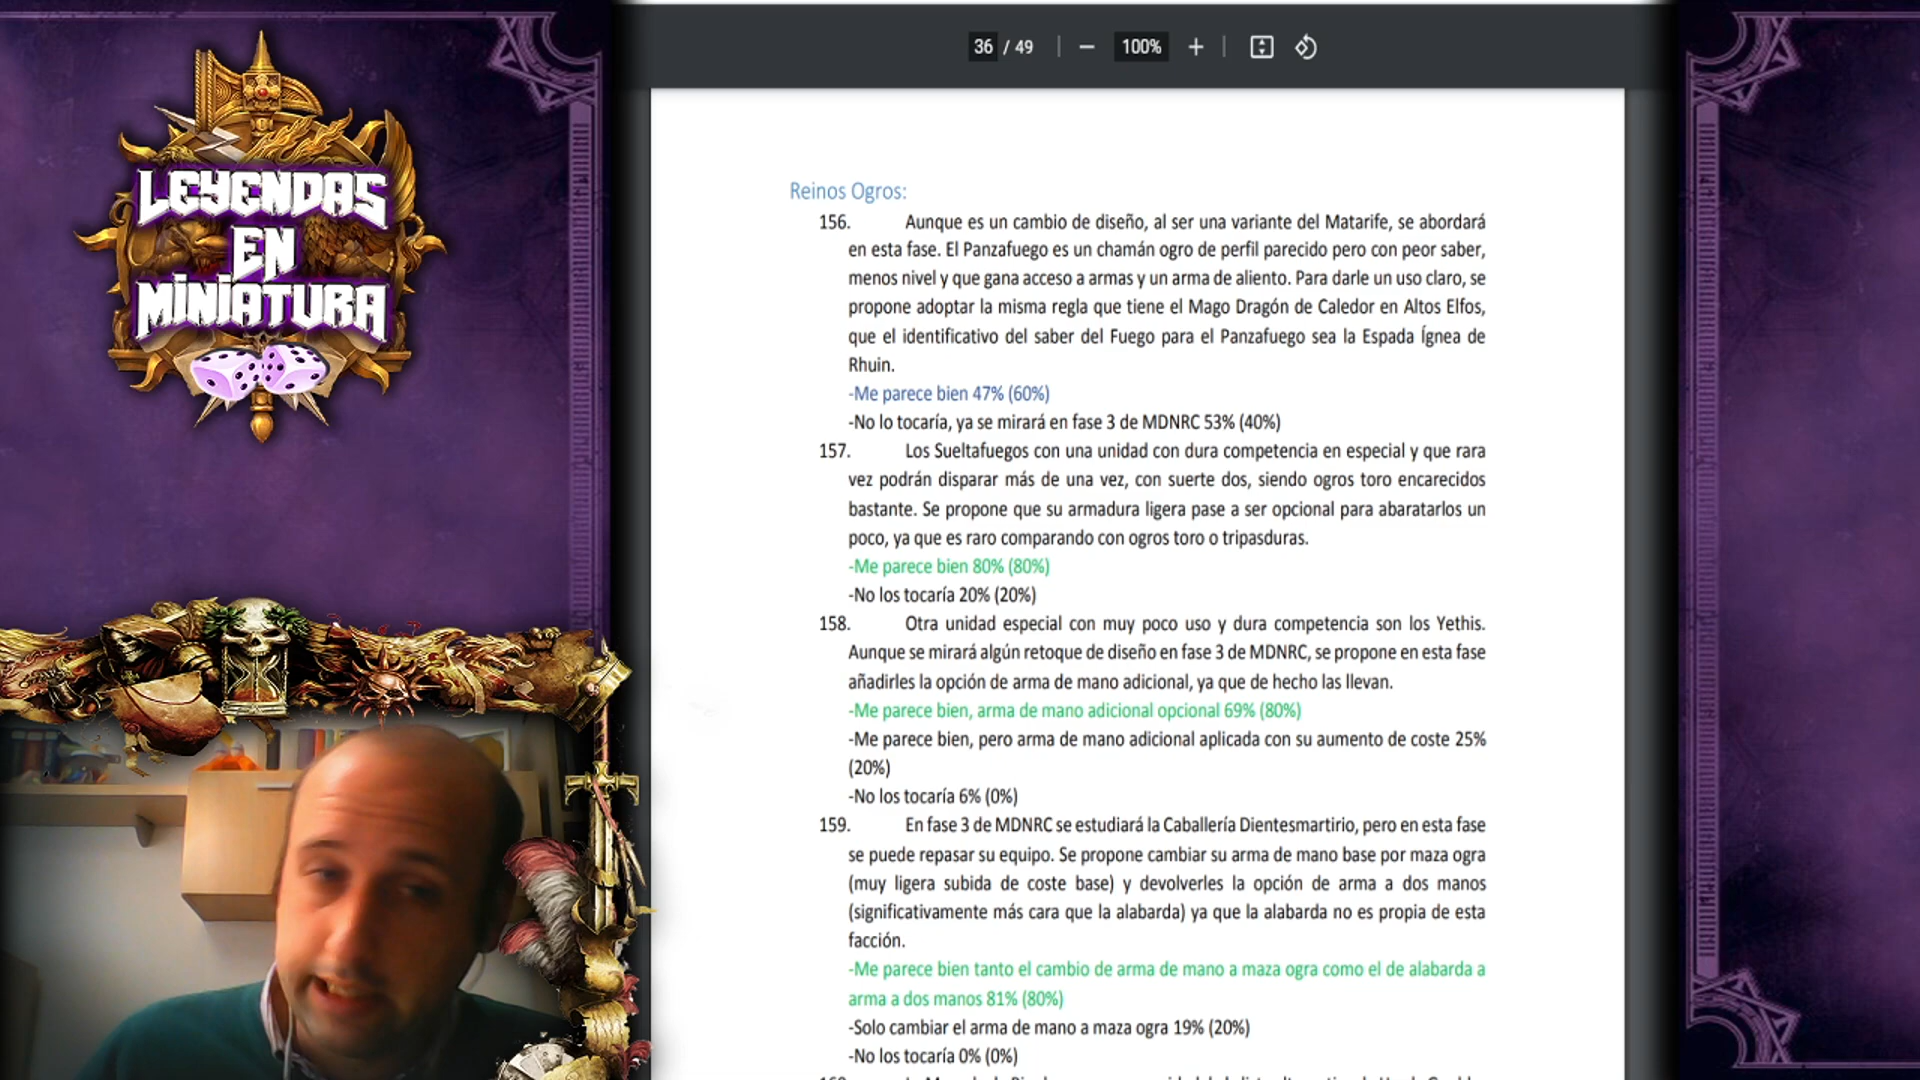 LEYENDAS
EN
MINIATURA
36 / 49
100%
Reinos Ogros:
156. Aunque es un cambio de diseño, al ser una variante del Matarife, se abordará
en esta fase. El Panzafuego es un chamán ogro de perfil parecido pero con peor saber,
menos nivel y que gana acceso a armas y un arma de aliento. Para darle un uso claro, se
propone adoptar la misma regla que tiene el Mago Dragón de Caledor en Altos Elfos,
que el identificativo del saber del Fuego para el Panzafuego sea la Espada Ígnea de
Rhuin.
-Me parece bien 47% (60%)
-No lo tocaría, ya se mirará en fase 3 de MDNRC 53% (40%)
157. Los Sueltafuegos con una unidad con dura competencia en especial y que rara
vez podrán disparar más de una vez, con suerte dos, siendo ogros toro encarecidos
bastante. Se propone que su armadura ligera pase a ser opcional para abaratarlos un
poco, ya que es raro comparando con ogros toro o tripasduras.
-Me parece bien 80% (80%)
-No los tocaría 20% (20%)
158. Otra unidad especial con muy poco uso y dura competencia son los Yethis.
Aunque se mirará algún retoque de diseño en fase 3 de MDNRC, se propone en esta fase
añadirles la opción de arma de mano adicional, ya que de hecho las llevan.
-Me parece bien, arma de mano adicional opcional 69% (80%)
-Me parece bien, pero arma de mano adicional aplicada con su aumento de coste 25%
(20%)
-No los tocaría 6% (0%)
159. En fase 3 de MDNRC se estudiará la Caballería Dientesmartirio, pero en esta fase
se puede repasar su equipo. Se propone cambiar su arma de mano base por maza ogra
(muy ligera subida de coste base) y devolverles la opción de arma a dos manos
(significativamente más cara que la alabarda) ya que la alabarda no es propia de esta
facción.
-Me parece bien tanto el cambio de arma de mano a maza ogra como el de alabarda a
arma a dos manos 81% (80%)
-Solo cambiar el arma de mano a maza ogra 19% (20%)
-No los tocaría 0% (0%)